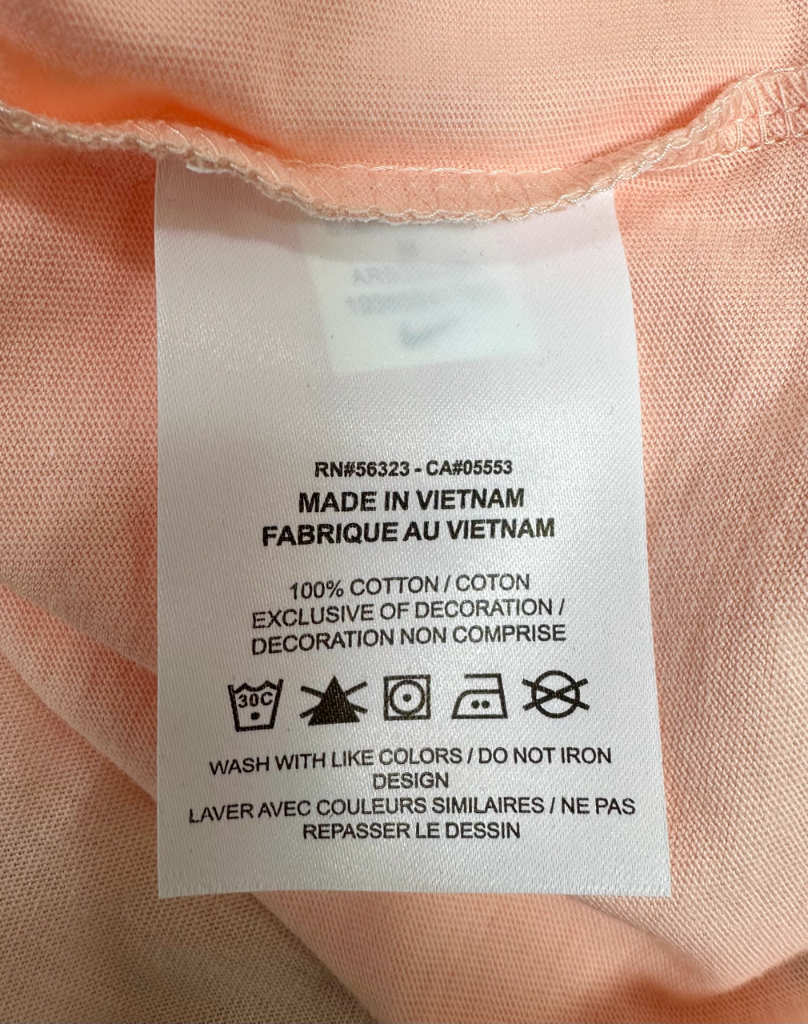 RN#56323 - CA#05553
MADE IN VIETNAM
FABRIQUE AU VIETNAM
100% COTTON / COTON
EXCLUSIVE OF DECORATION /
DECORATION NON COMPRISE
30C
WASH WITH LIKE COLORS / DO NOT IRON
DESIGN
LAVER AVEC COULEURS SIMILAIRES / NE PAS
REPASSER LE DESSIN